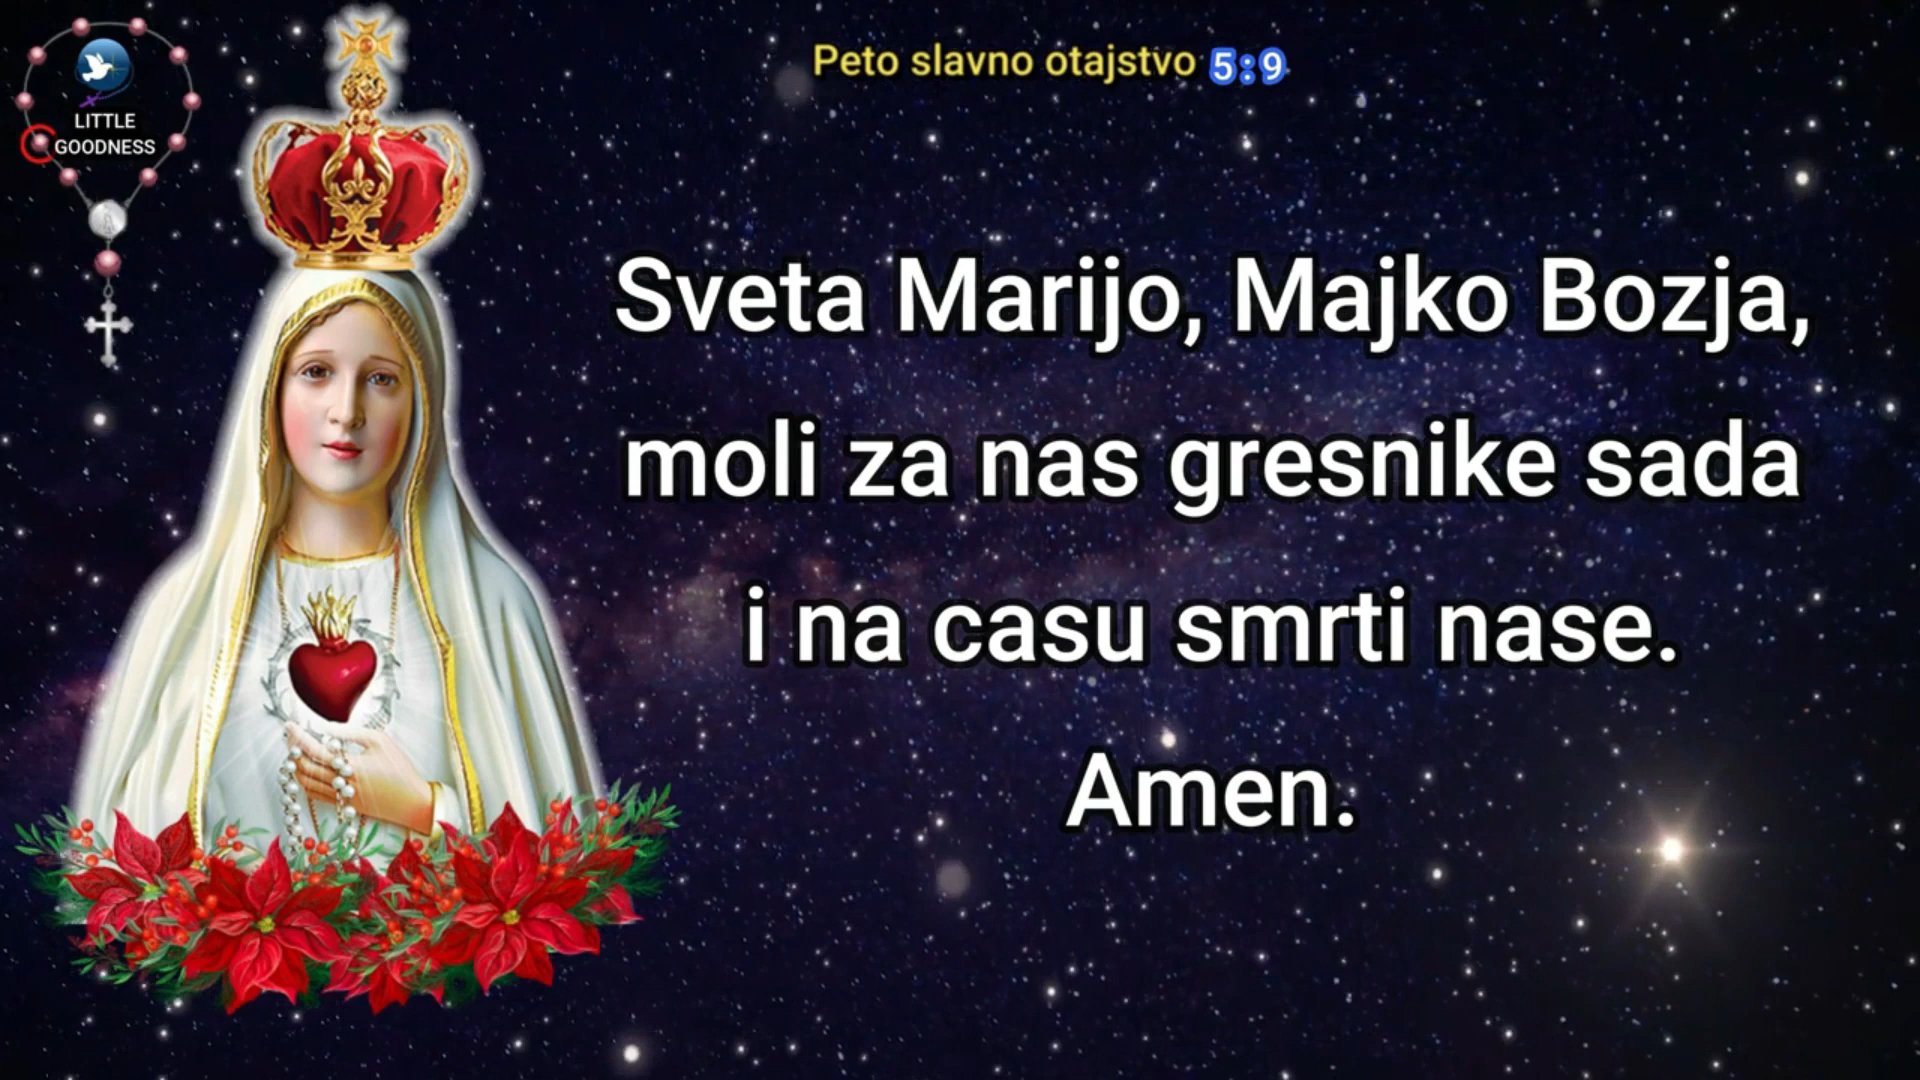 LITTLE
GOODNESS
Peto slavno otajstvo 5:9
Sveta Marijo, Majko Bozja,
moli za nas gresnike sada
i na casu smrti nase.
Amen.